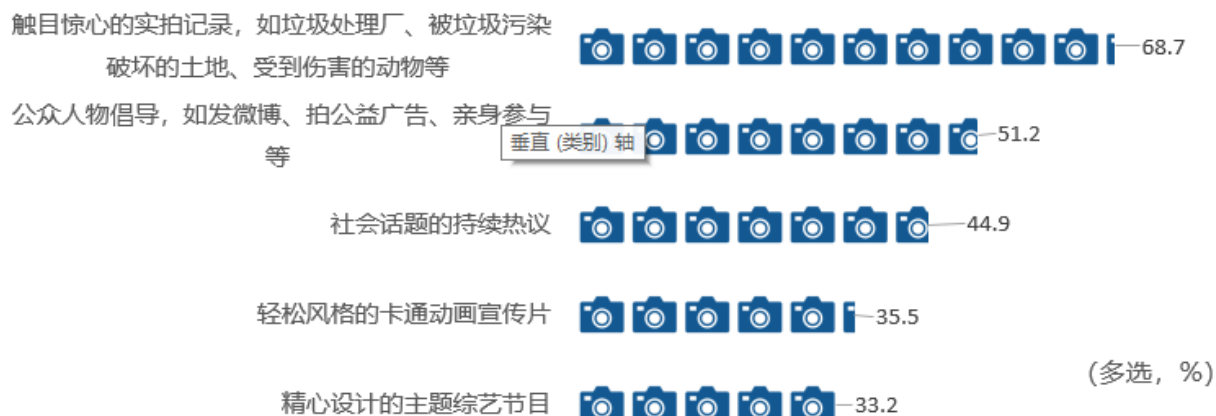 触目惊心的实拍记录，如垃圾处理厂、被垃圾污染
破坏的土地、受到伤害的动物等
68.7
公众人物倡导，如发微博、拍公益广告、亲身参与
等
垂直 (类别) 轴
51.2
社会话题的持续热议
44.9
轻松风格的卡通动画宣传片
35.5
(多选，%)
精心设计的主题综艺节目
33.2